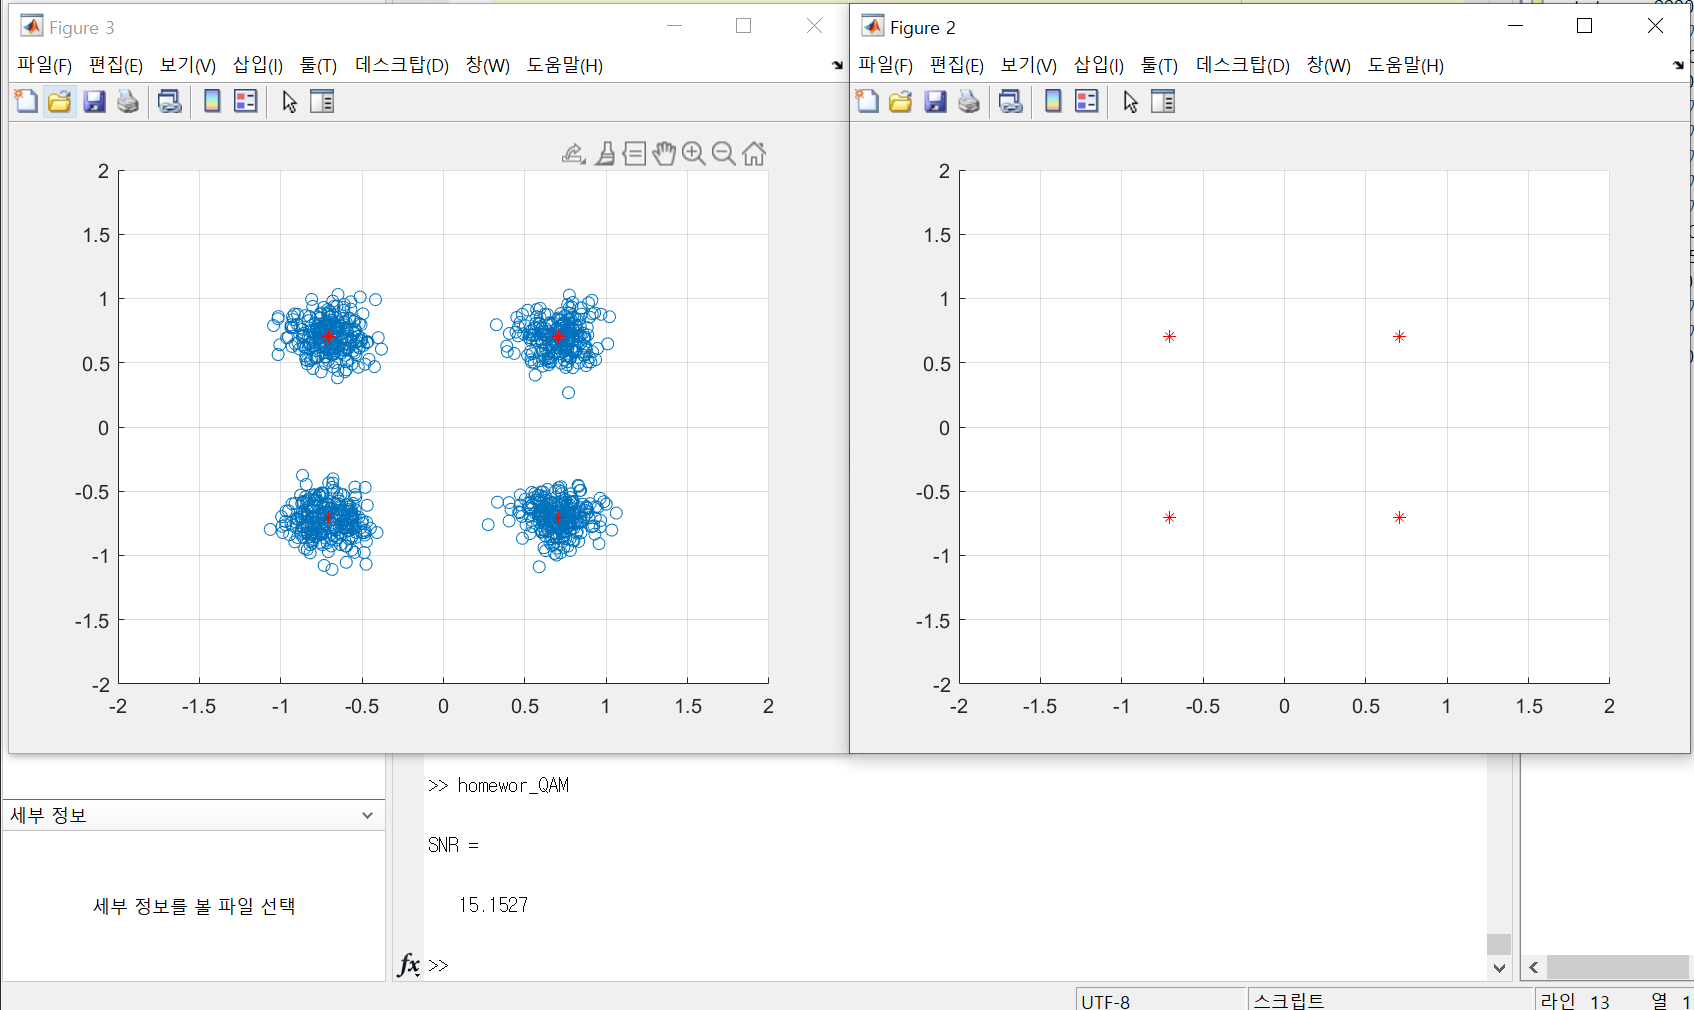 Figure 3
파일(F) 편집(E) 보기(V) 삽입(I) 툴(T) 데스크탑(D) 창(W) 도움말(H)
2
1.5
1
0.5
0
-0.5
-1
-1.5
-2
-2 -1.5 -1 -0.5 0 0.5 1 1.5 2
Figure 2
파일(F) 편집(E) 보기(V) 삽입(I) 툴(T) 데스크탑(D) 창(W) 도움말(H)
2
1.5
1
0.5
0
-0.5
-1
-1.5
-2
-2 -1.5 -1 -0.5 0 0.5 1 1.5 2
세부 정보
세부 정보를 볼 파일 선택
>> homewor_QAM
SNR =
15.1527
fx >>
UTF-8 스크립트 라인 13 열 1